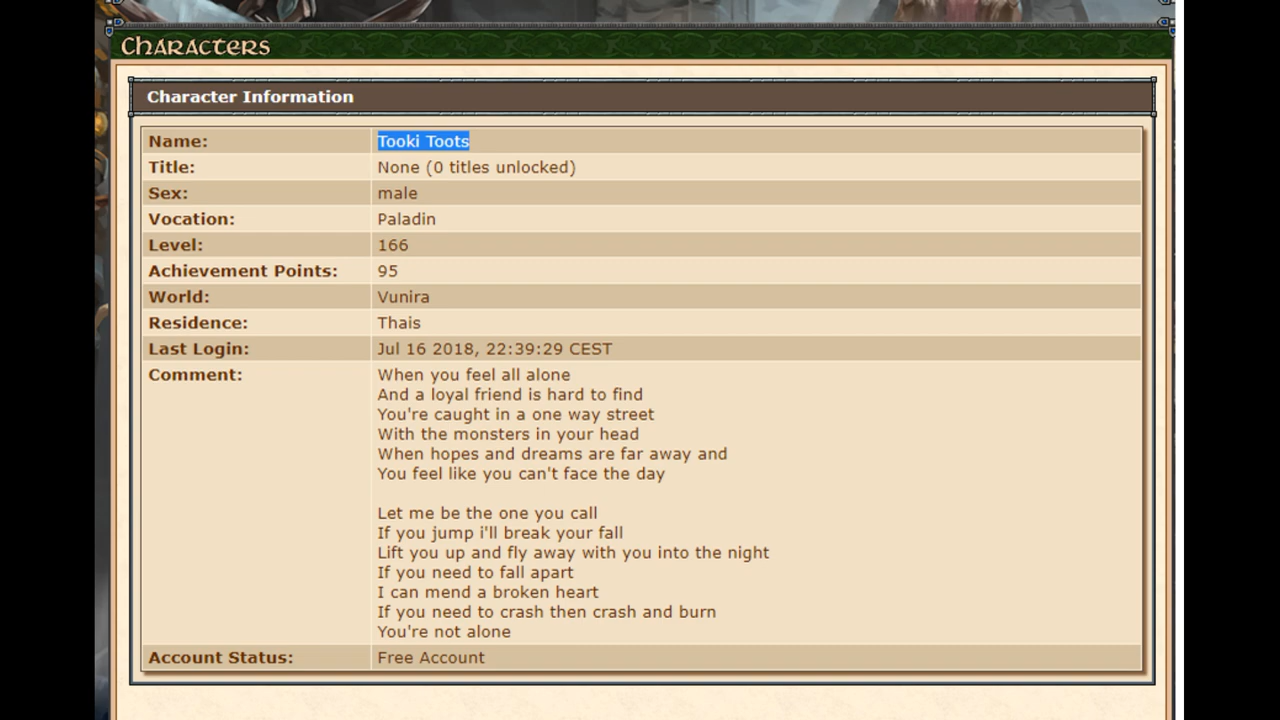 Characters
Character Information
Name: Tooki Toots
Title: None (0 titles unlocked)
Sex: male
Vocation: Paladin
Level: 166
Achievement Points: 95
World: Vunira
Residence: Thais
Last Login: Jul 16 2018, 22:39:29 CEST
Comment: When you feel all alone
And a loyal friend is hard to find
You're caught in a one way street
With the monsters in your head
When hopes and dreams are far away and
You feel like you can't face the day
Let me be the one you call
If you jump i'll break your fall
Lift you up and fly away with you into the night
If you need to fall apart
I can mend a broken heart
If you need to crash then crash and burn
You're not alone
Account Status: Free Account